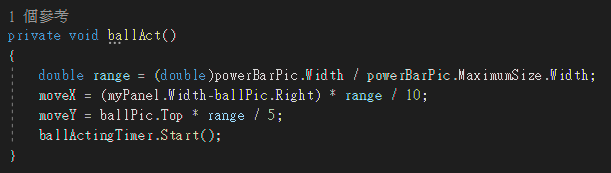 1 個參考
private void ballAct()
{
double range = (double)powerBarPic.Width / powerBarPic.MaximumSize.Width;
moveX = (myPanel.Width-ballPic.Right) * range / 10;
moveY = ballPic.Top * range / 5;
ballActingTimer.Start();
}